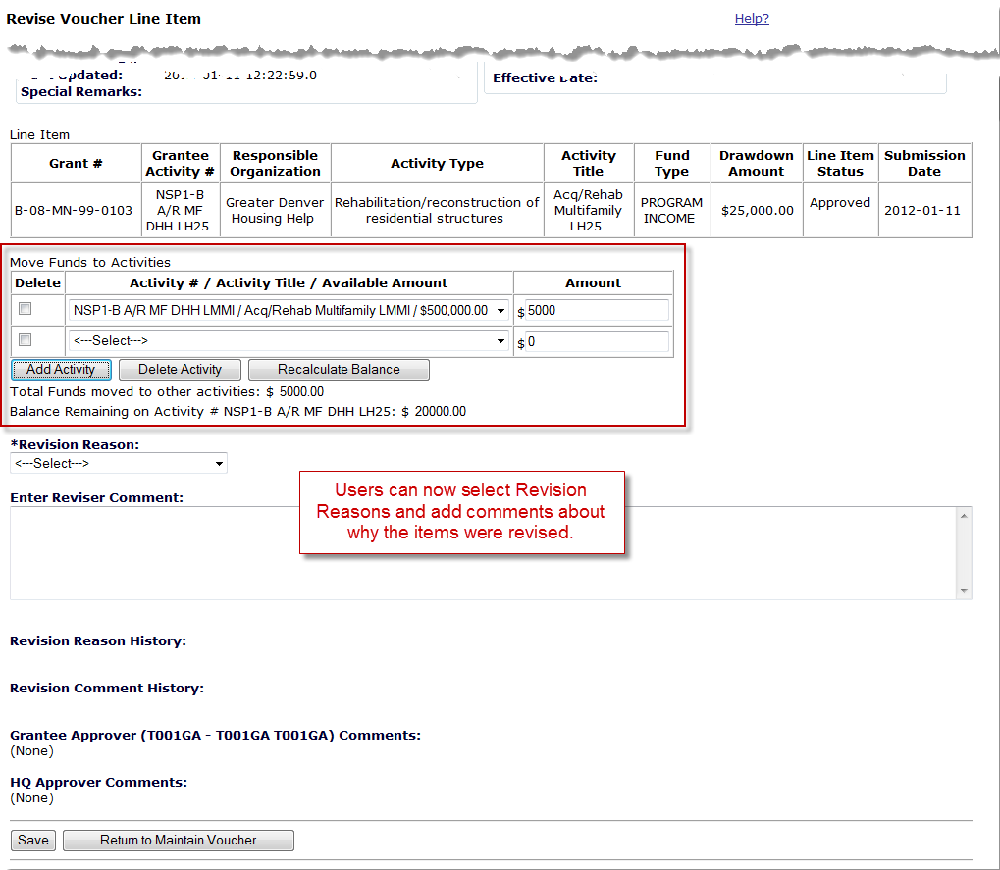 Revise Voucher Line Item
Help?
Updated: 12:22:59.0
Effective Date:
Special Remarks:
Line Item
Grant #
Grantee
Activity #
Responsible
Organization
Activity Type
Activity
Title
Fund
Type
Drawdown
Amount
Line Item
Status
Submission
Date
B-08-MN-99-0103
NSP1-B
A/R MF
DHH LH25
Greater Denver
Housing Help
Rehabilitation/reconstruction of
residential structures
Acq/Rehab
Multifamily
LH25
PROGRAM
INCOME
$25,000.00
Approved
2012-01-11
Move Funds to Activities
Delete
Activity # / Activity Title / Available Amount
Amount
NSP1-B A/R MF DHH LMMI / Acq/Rehab Multifamily LMMI / $500,000.00
$ 5000
<---Select--->
$ 0
Add Activity
Delete Activity
Recalculate Balance
Total Funds moved to other activities: $ 5000.00
Balance Remaining on Activity # NSP1-B A/R MF DHH LH25: $ 20000.00
*Revision Reason:
<---Select--->
Users can now select Revision
Reasons and add comments about
why the items were revised.
Enter Reviser Comment:
Revision Reason History:
Revision Comment History:
Grantee Approver (T001GA - T001GA T001GA) Comments:
(None)
HQ Approver Comments:
(None)
Save
Return to Maintain Voucher